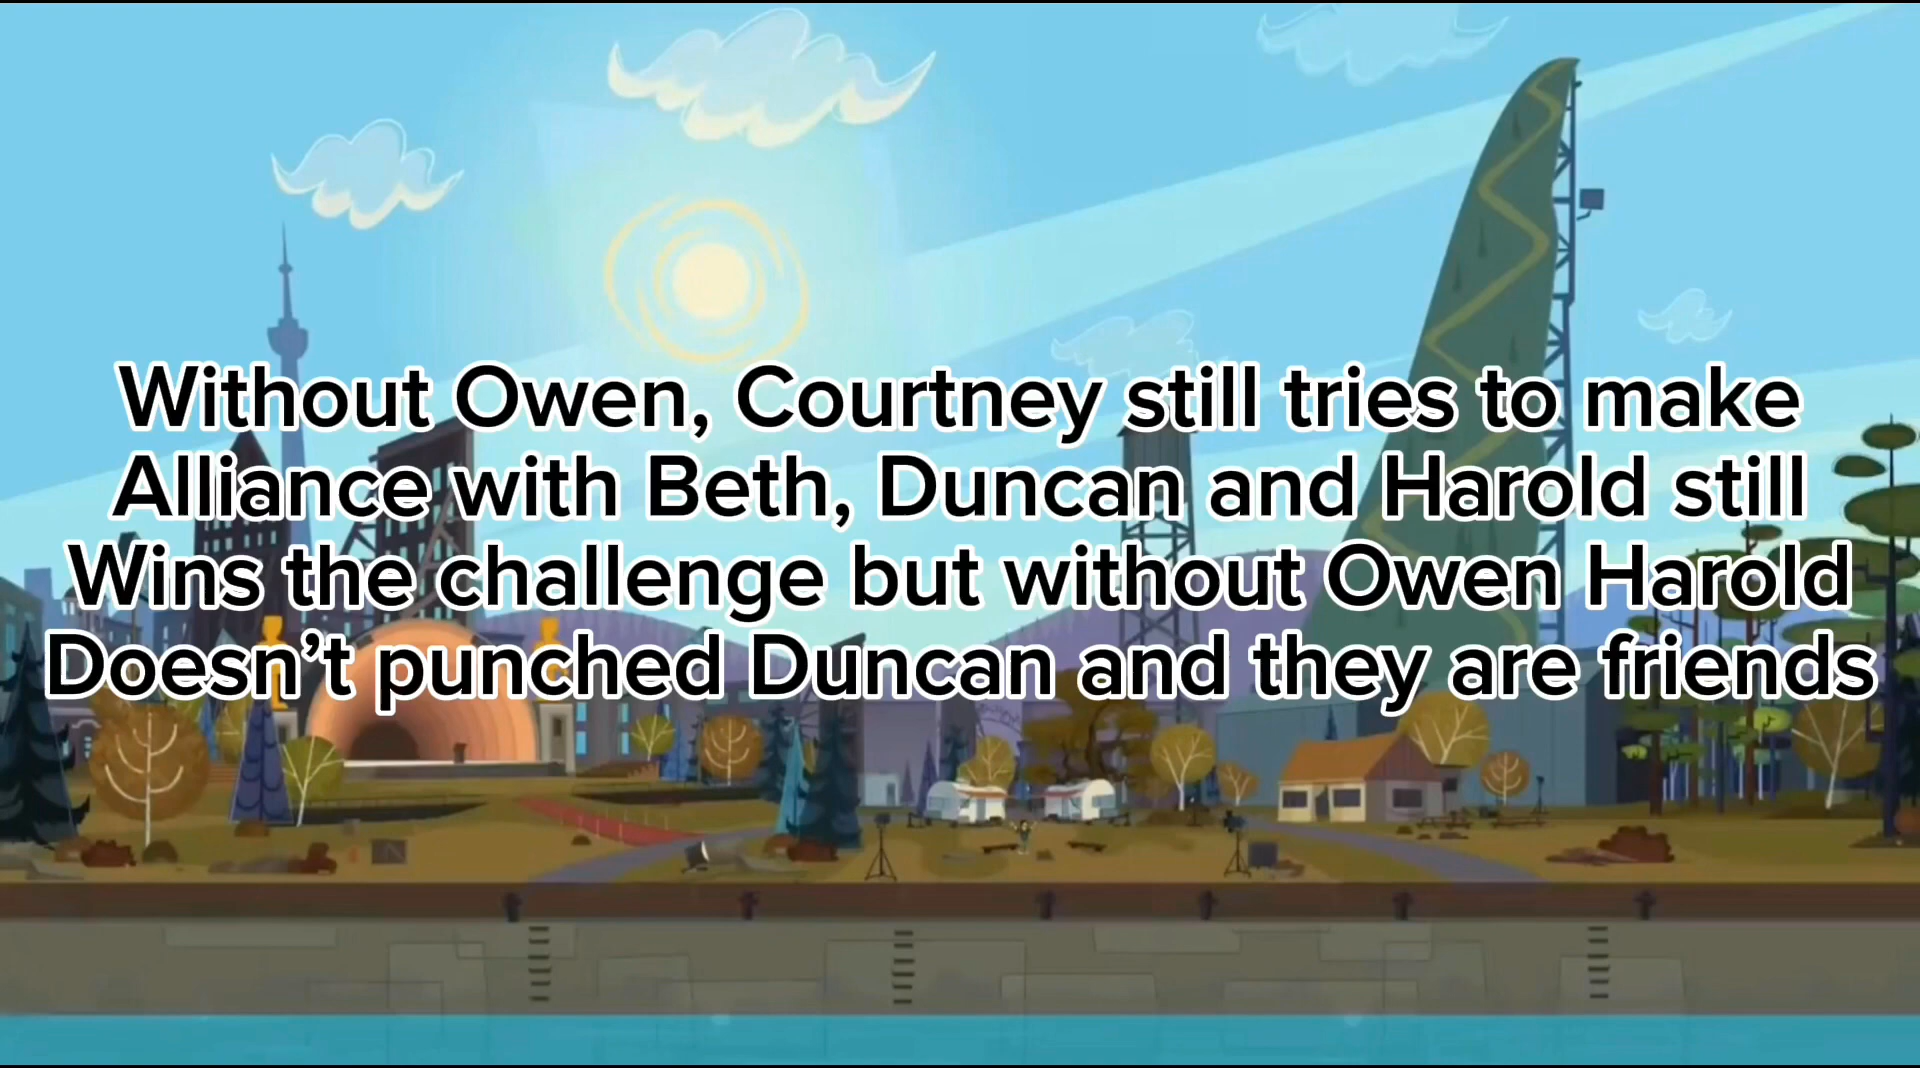 Without Owen, Courtney still tries to make
Alliance with Beth, Duncan and Harold still
Wins the challenge but without Owen Harold
Doesn’t punched Duncan and they are friends